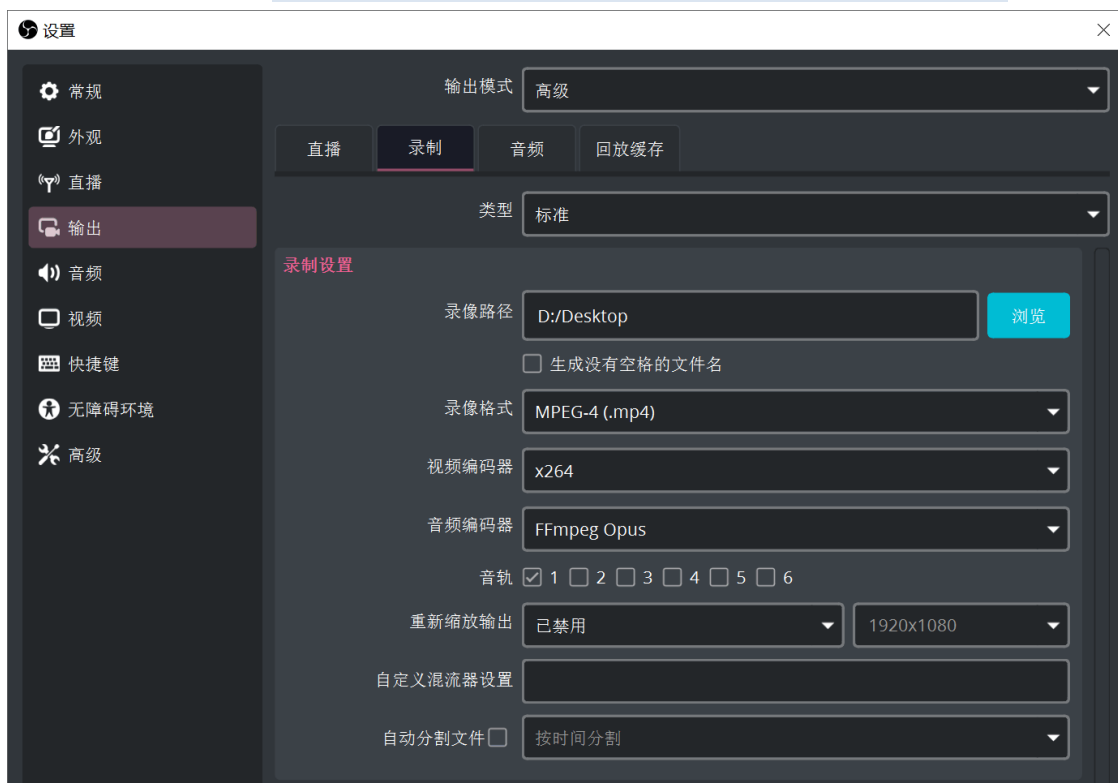 设置
常规
外观
直播
输出
音频
视频
快捷键
无障碍环境
高级
输出模式 高级
直播 录制 音频 回放缓存
类型 标准
录制设置
录像路径 D:/Desktop 浏览
生成没有空格的文件名
录像格式 MPEG-4 (.mp4)
视频编码器 x264
音频编码器 FFmpeg Opus
音轨 1 2 3 4 5 6
重新缩放输出 已禁用 1920x1080
自定义混流器设置
自动分割文件 按时间分割